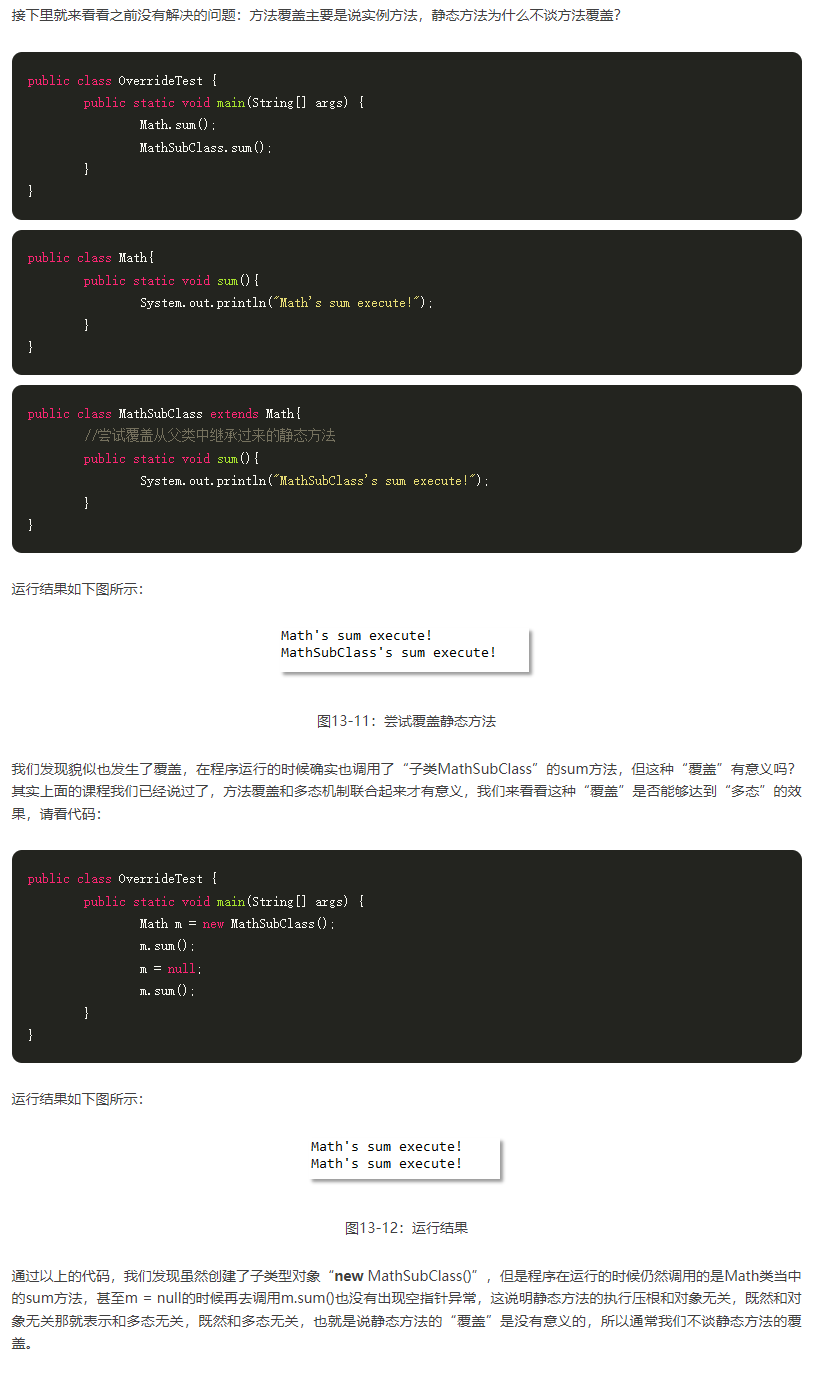 接下里就来看看之前没有解决的问题：方法覆盖主要是说实例方法，静态方法为什么不谈方法覆盖？
public class OverrideTest {
public static void main(String[] args) {
Math.sum();
MathSubClass.sum();
}
}
public class Math{
public static void sum(){
System.out.println("Math's sum execute!");
}
}
public class MathSubClass extends Math{
//尝试覆盖从父类中继承过来的静态方法
public static void sum(){
System.out.println("MathSubClass's sum execute!");
}
}
运行结果如下图所示：
Math's sum execute!
MathSubClass's sum execute!
图13-11：尝试覆盖静态方法
我们发现貌似也发生了覆盖，在程序运行的时候确实也调用了“子类MathSubClass”的sum方法，但这种“覆盖”有意义吗？
其实上面的课程我们已经说过了，方法覆盖和多态机制联合起来才有意义，我们来看看这种“覆盖”是否能够达到“多态”的效
果，请看代码：
public class OverrideTest {
public static void main(String[] args) {
Math m = new MathSubClass();
m.sum();
m = null;
m.sum();
}
}
运行结果如下图所示：
Math's sum execute!
Math's sum execute!
图13-12：运行结果
通过以上的代码，我们发现虽然创建了子类型对象“new MathSubClass()”，但是程序在运行的时候仍然调用的是Math类当中
的sum方法，甚至m = null的时候再去调用m.sum()也没有出现空指针异常，这说明静态方法的执行压根和对象无关，既然和对
象无关那就表示和多态无关，既然和多态无关，也就是说静态方法的“覆盖”是没有意义的，所以通常我们不谈静态方法的覆
盖。